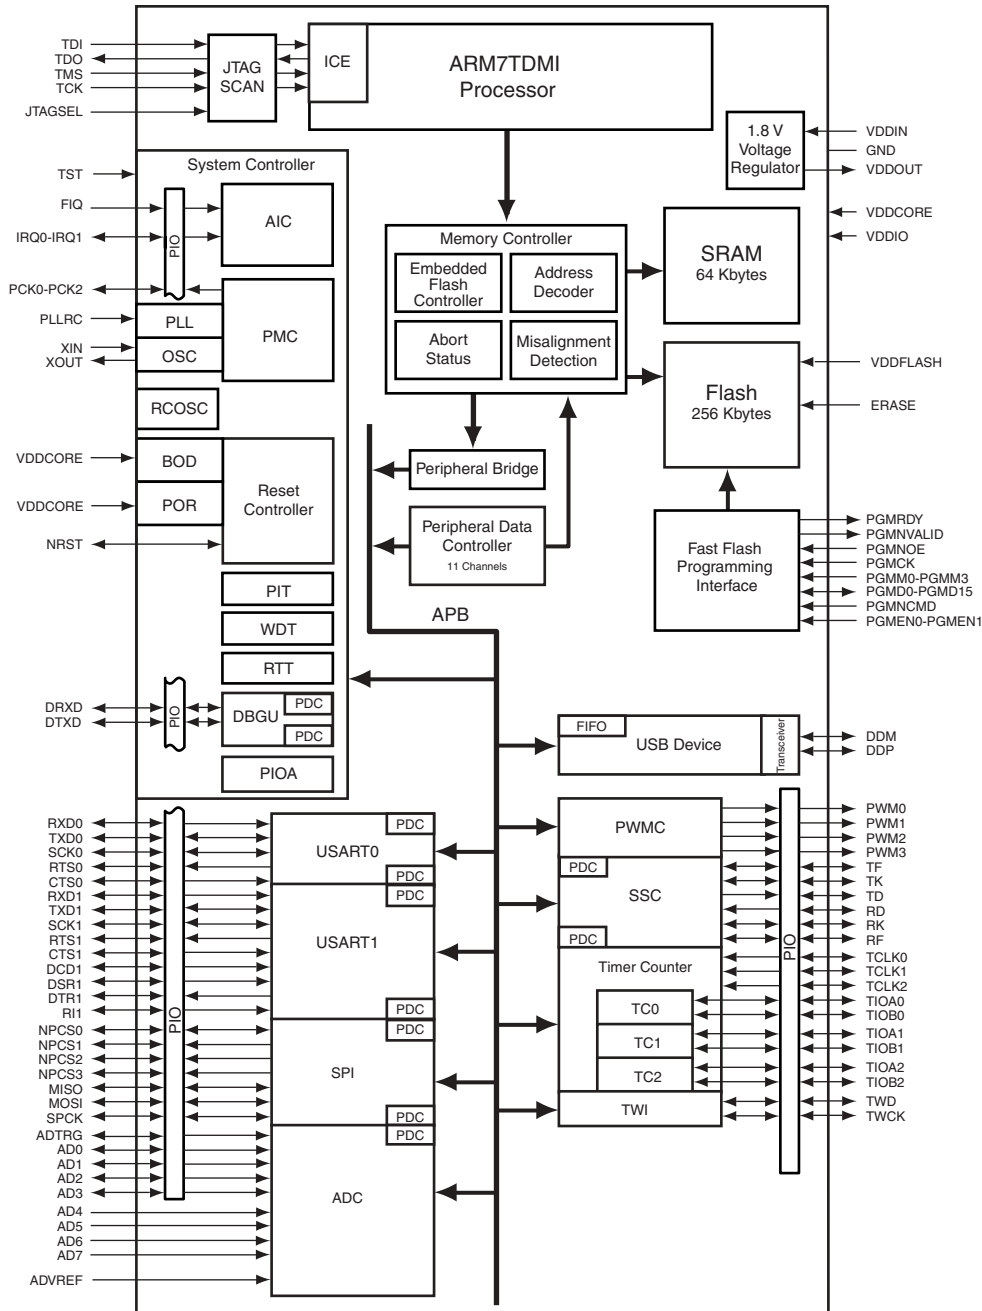 TDI
TDO
TMS
TCK
JTAGSEL
JTAG
SCAN
ICE
ARM7TDMI
Processor
1.8 V
Voltage
Regulator
VDDIN
GND
VDDOUT
VDDCORE
VDDIO
System Controller
TST
FIQ
IRQ0-IRQ1
PIO
AIC
PCK0-PCK2
PLLRC
PLL
XIN
XOUT
OSC
PMC
RCOSC
VDDCORE
BOD
VDDCORE
POR
Reset
Controller
NRST
PIT
WDT
RTT
DRXD
DTXD
PIO
DBGU
PDC
PDC
PIOA
Memory Controller
Embedded
Flash
Controller
Address
Decoder
Abort
Status
Misalignment
Detection
SRAM
64 Kbytes
Flash
256 Kbytes
VDDFLASH
ERASE
Peripheral Bridge
Peripheral Data
Controller
11 Channels
APB
Fast Flash
Programming
Interface
PGMRDY
PGMNVALID
PGMNOE
PGMCK
PGMM0-PGMM3
PGMD0-PGMD15
PGMNCMD
PGMEN0-PGMEN1
FIFO
USB Device
Transceiver
DDM
DDP
RXD0
TXD0
SCK0
RTS0
CTS0
RXD1
TXD1
SCK1
RTS1
CTS1
DCD1
DSR1
DTR1
RI1
NPCS0
NPCS1
NPCS2
NPCS3
MISO
MOSI
SPCK
ADTRG
AD0
AD1
AD2
AD3
AD4
AD5
AD6
AD7
ADVREF
PIO
PDC
USART0
PDC
PDC
USART1
PDC
PDC
SPI
PDC
PDC
ADC
PWMC
PDC
SSC
PDC
Timer Counter
TC0
TC1
TC2
TWI
PIO
PWM0
PWM1
PWM2
PWM3
TF
TK
TD
RD
RK
RF
TCLK0
TCLK1
TCLK2
TIOA0
TIOB0
TIOA1
TIOB1
TIOA2
TIOB2
TWD
TWCK